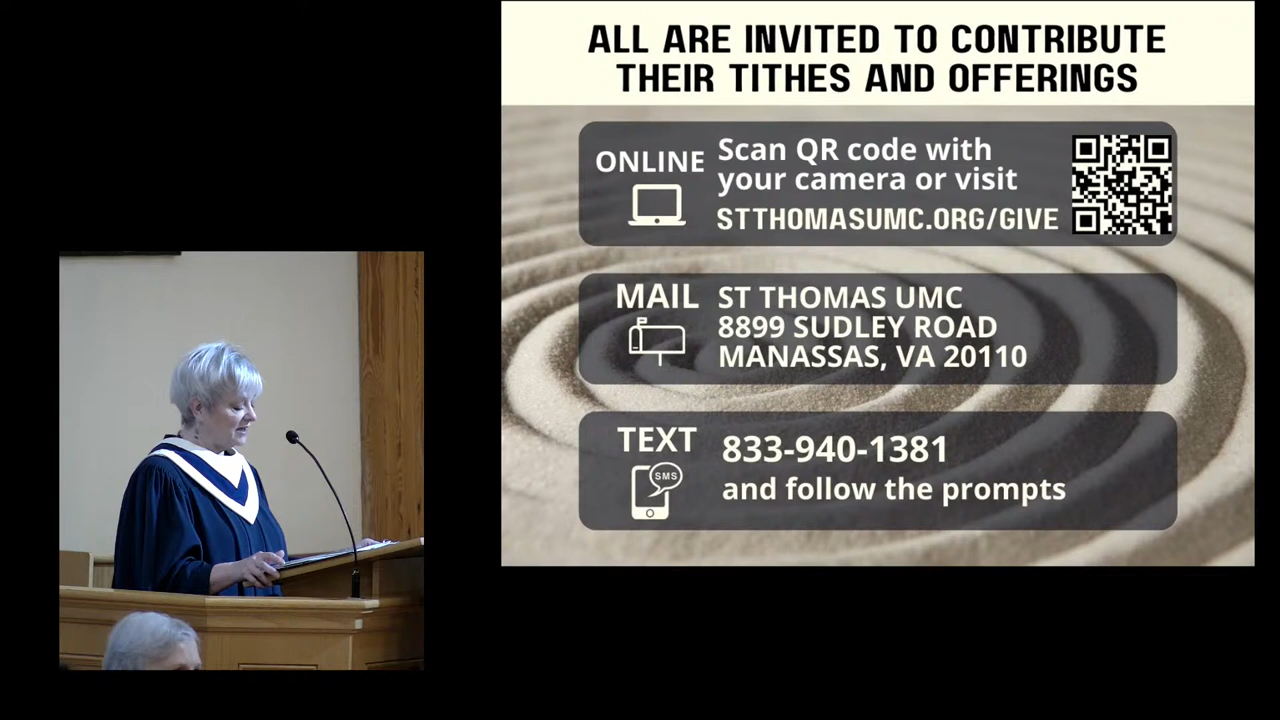 ALL ARE INVITED TO CONTRIBUTE
THEIR TITHES AND OFFERINGS
ONLINE
Scan QR code with
your camera or visit
STTHOMASUMC.ORG/GIVE
MAIL
ST THOMAS UMC
8899 SUDLEY ROAD
MANASSAS, VA 20110
TEXT
SMS
833-940-1381
and follow the prompts